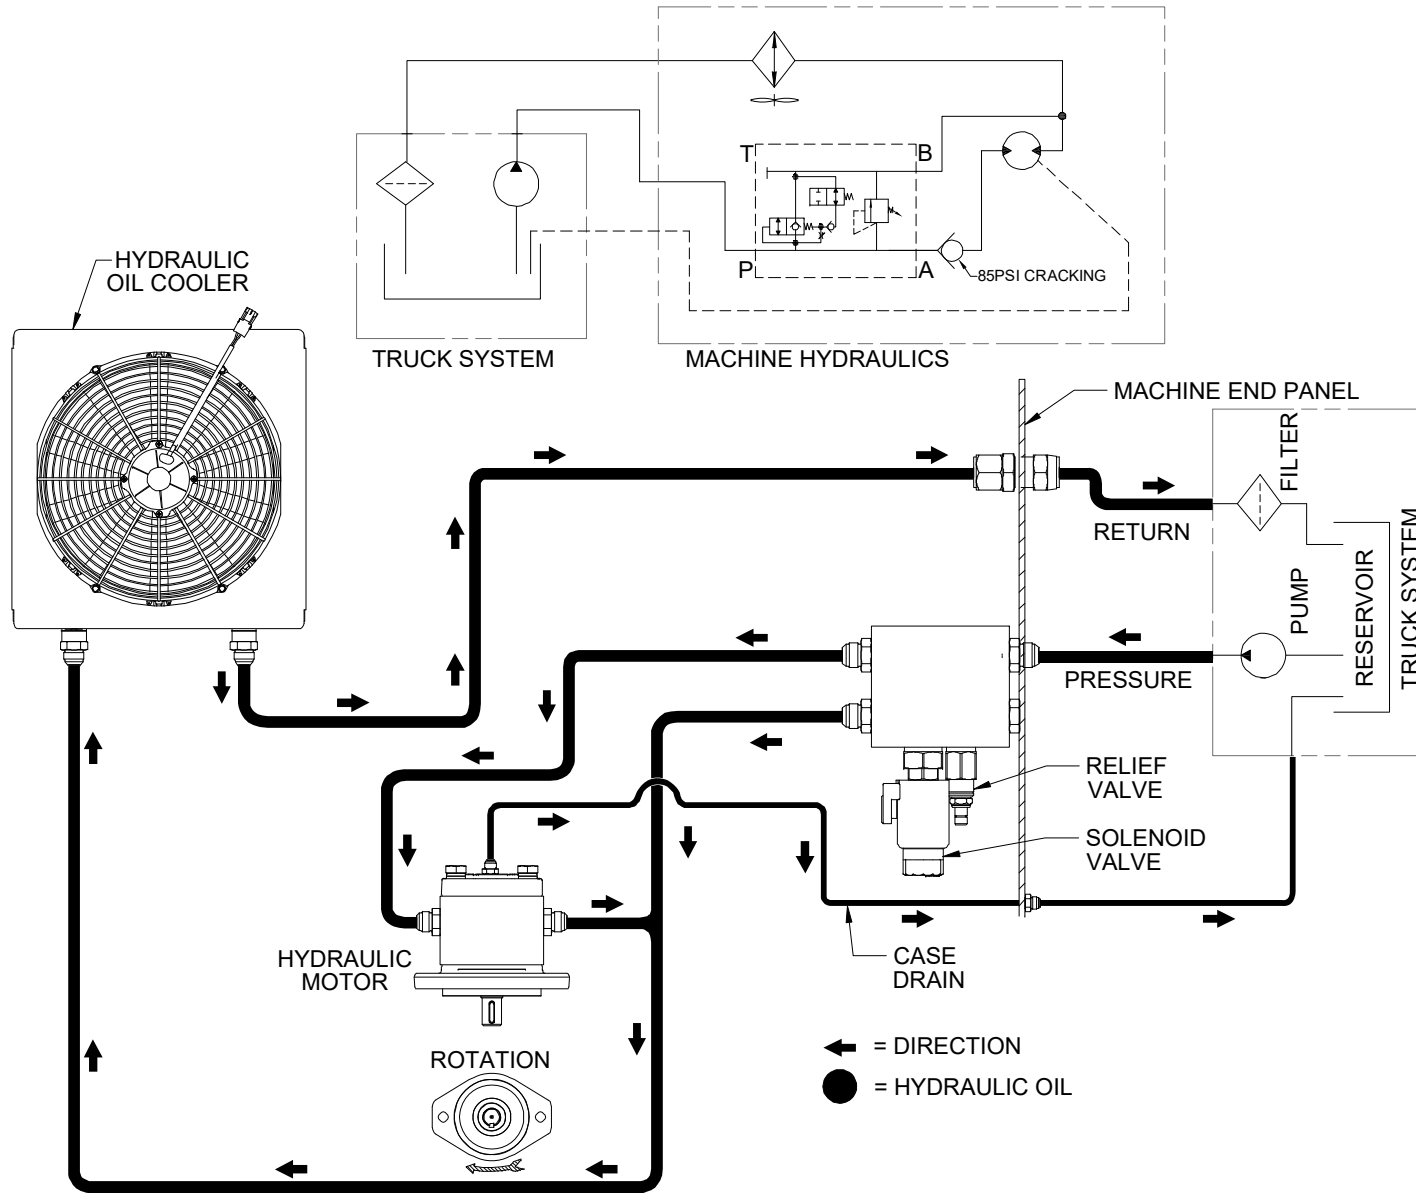 T
B
P
A
85PSI CRACKING
TRUCK SYSTEM
MACHINE HYDRAULICS
HYDRAULIC
OIL COOLER
MACHINE END PANEL
FILTER
RETURN
PUMP
RESERVOIR
TRUCK SYSTEM
PRESSURE
RELIEF
VALVE
SOLENOID
VALVE
CASE
DRAIN
HYDRAULIC
MOTOR
ROTATION
= DIRECTION
= HYDRAULIC OIL